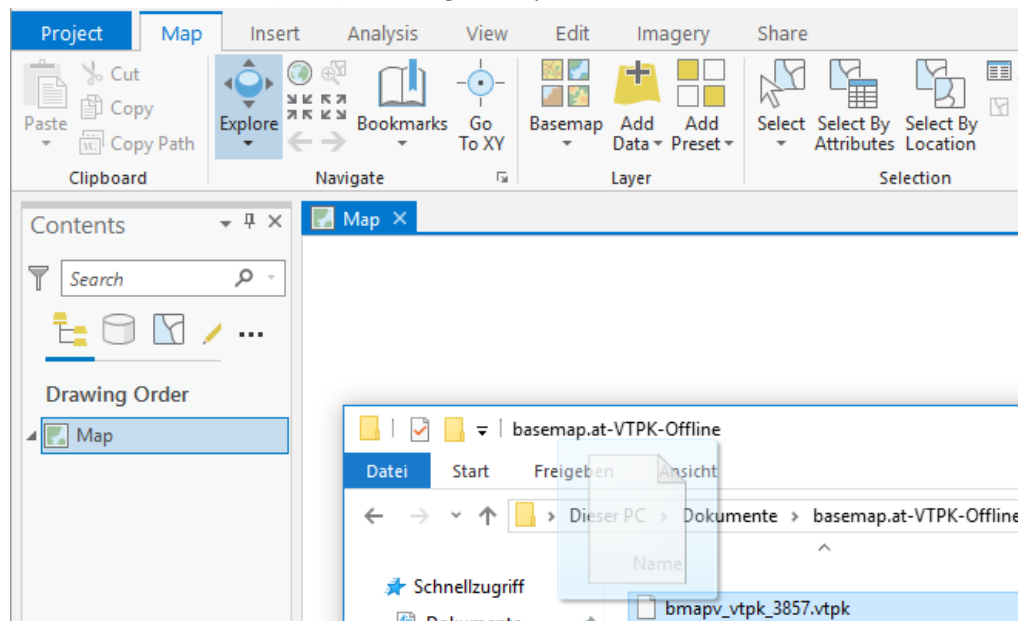 Project Map Insert Analysis View Edit Imagery Share
Cut
Copy
Copy Path
Paste
Explore
Bookmarks
Go To XY
Basemap
Add Data
Add Preset
Select
Select By Attributes
Select By Location
Clipboard Navigate Layer Selection
Contents
Map
Search
Drawing Order
Map
basemap.at-VTPK-Offline
Datei Start Freigeben Ansicht
Dieser PC > Dokumente > basemap.at-VTPK-Offline
Name
Schnellzugriff
bmapv_vtpk_3857.vtpk
Dokumente